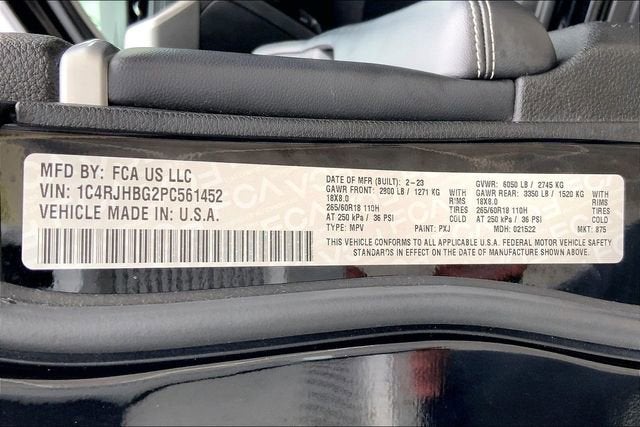 MFD BY: FCA US LLC
VIN: 1C4RJHBG2PC561452
VEHICLE MADE IN: U.S.A.
DATE OF MFR (BUILT): 2-23 GVWR: 6050 LB / 2745 KG
GAWR FRONT: 2800 LB / 1271 KG WITH GAWR REAR: 3350 LB / 1520 KG WITH
18X8.0 RIMS 18X8.0 RIMS
265/60R18 110H TIRES 265/60R18 110H TIRES
AT 250 kPa / 36 PSI COLD AT 250 kPa / 36 PSI COLD
TYPE: MPV PAINT: PXJ MDH: 021522 MKT: 875
THIS VEHICLE CONFORMS TO ALL APPLICABLE U.S.A. FEDERAL MOTOR VEHICLE SAFETY
STANDARDS IN EFFECT ON THE DATE OF MANUFACTURE SHOWN ABOVE.